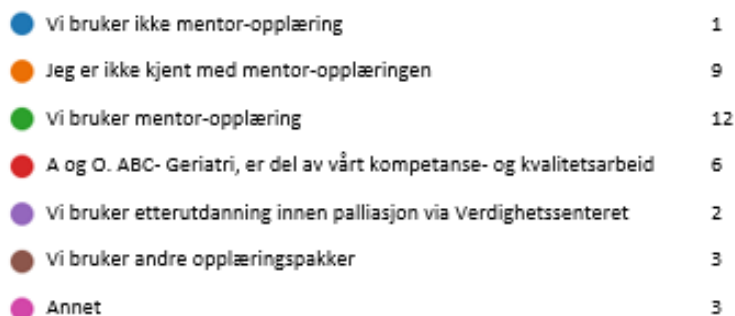 Vi bruker ikke mentor-opplæring 1
Jeg er ikke kjent med mentor-opplæringen 9
Vi bruker mentor-opplæring 12
A og O. ABC- Geriatri, er del av vårt kompetanse- og kvalitetsarbeid 6
Vi bruker etterutdanning innen palliasjon via Verdighetssenteret 2
Vi bruker andre opplæringspakker 3
Annet 3